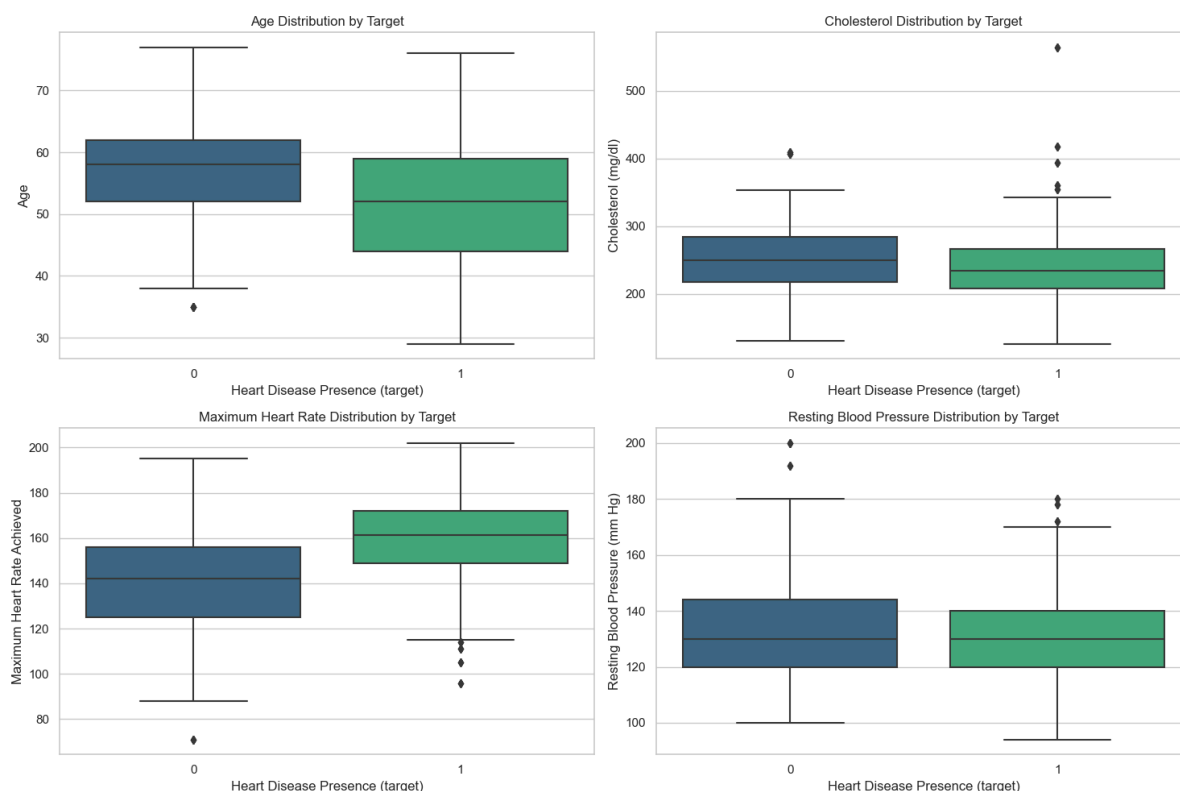 Age Distribution by Target
Age
70
60
50
40
30
0
1
Heart Disease Presence (target)
Cholesterol Distribution by Target
Cholesterol (mg/dl)
500
400
300
200
0
1
Heart Disease Presence (target)
Maximum Heart Rate Distribution by Target
Maximum Heart Rate Achieved
200
180
160
140
120
100
80
0
1
Heart Disease Presence (target)
Resting Blood Pressure Distribution by Target
Resting Blood Pressure (mm Hg)
200
180
160
140
120
100
0
1
Heart Disease Presence (target)